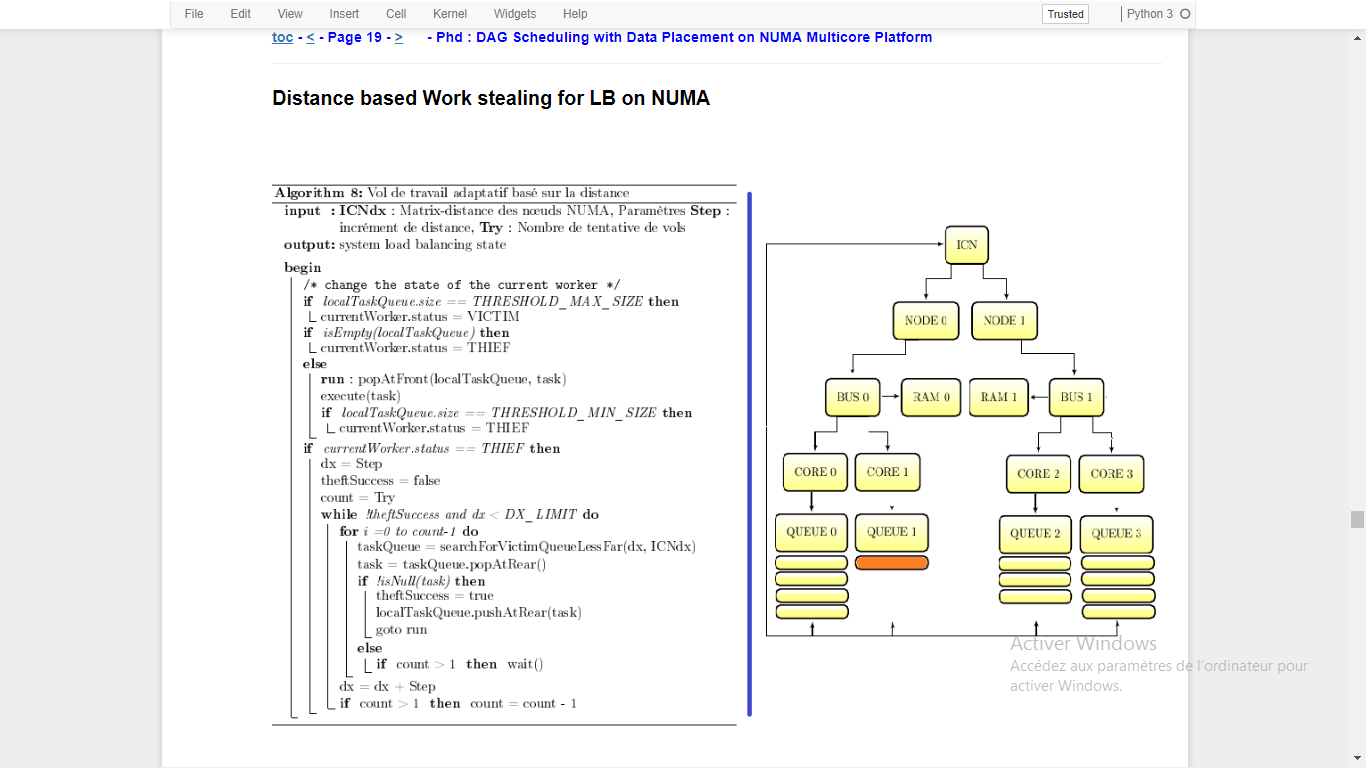 File Edit View Insert Cell Kernel Widgets Help Trusted Python 3
toc - < - Page 19 - > - Phd : DAG Scheduling with Data Placement on NUMA Multicore Platform
Distance based Work stealing for LB on NUMA
Algorithm 8: Vol de travail adaptatif basé sur la distance
input : ICNdx : Matrix-distance des nœuds NUMA, Paramètres Step :
incrément de distance, Try : Nombre de tentative de vols
output: system load balancing state
begin
/* change the state of the current worker */
if localTaskQueue.size == THRESHOLD_MAX_SIZE then
currentWorker.status = VICTIM
if isEmpty(localTaskQueue) then
currentWorker.status = THIEF
else
run : popAtFront(localTaskQueue, task)
execute(task)
if localTaskQueue.size == THRESHOLD_MIN_SIZE then
currentWorker.status = THIEF
if currentWorker.status == THIEF then
dx = Step
theftSuccess = false
count = Try
while !theftSuccess and dx < DX_LIMIT do
for i =0 to count-1 do
taskQueue = searchForVictimQueueLessFar(dx, ICNdx)
task = taskQueue.popAtRear()
if !isNull(task) then
theftSuccess = true
localTaskQueue.pushAtRear(task)
goto run
else
if count > 1 then wait()
dx = dx + Step
if count > 1 then count = count - 1
ICN
NODE 0 NODE 1
BUS 0 RAM 0 RAM 1 BUS 1
CORE 0 CORE 1 CORE 2 CORE 3
QUEUE 0 QUEUE 1 QUEUE 2 QUEUE 3
Activer Windows
Accédez aux paramètres de l'ordinateur pour
activer Windows.